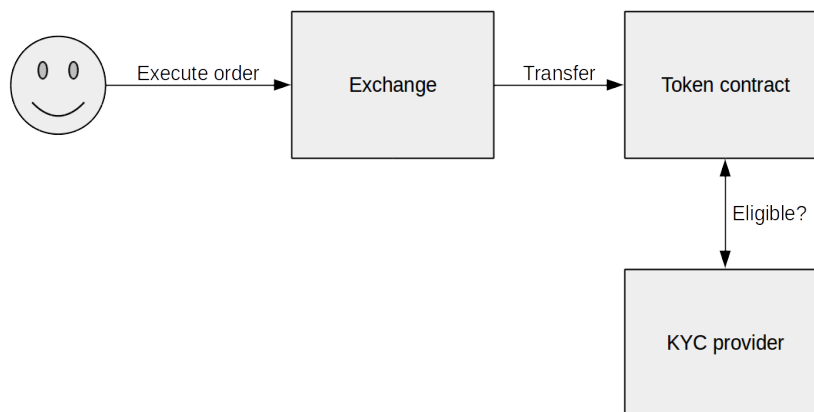 Execute order
Exchange
Transfer
Token contract
Eligible?
KYC provider